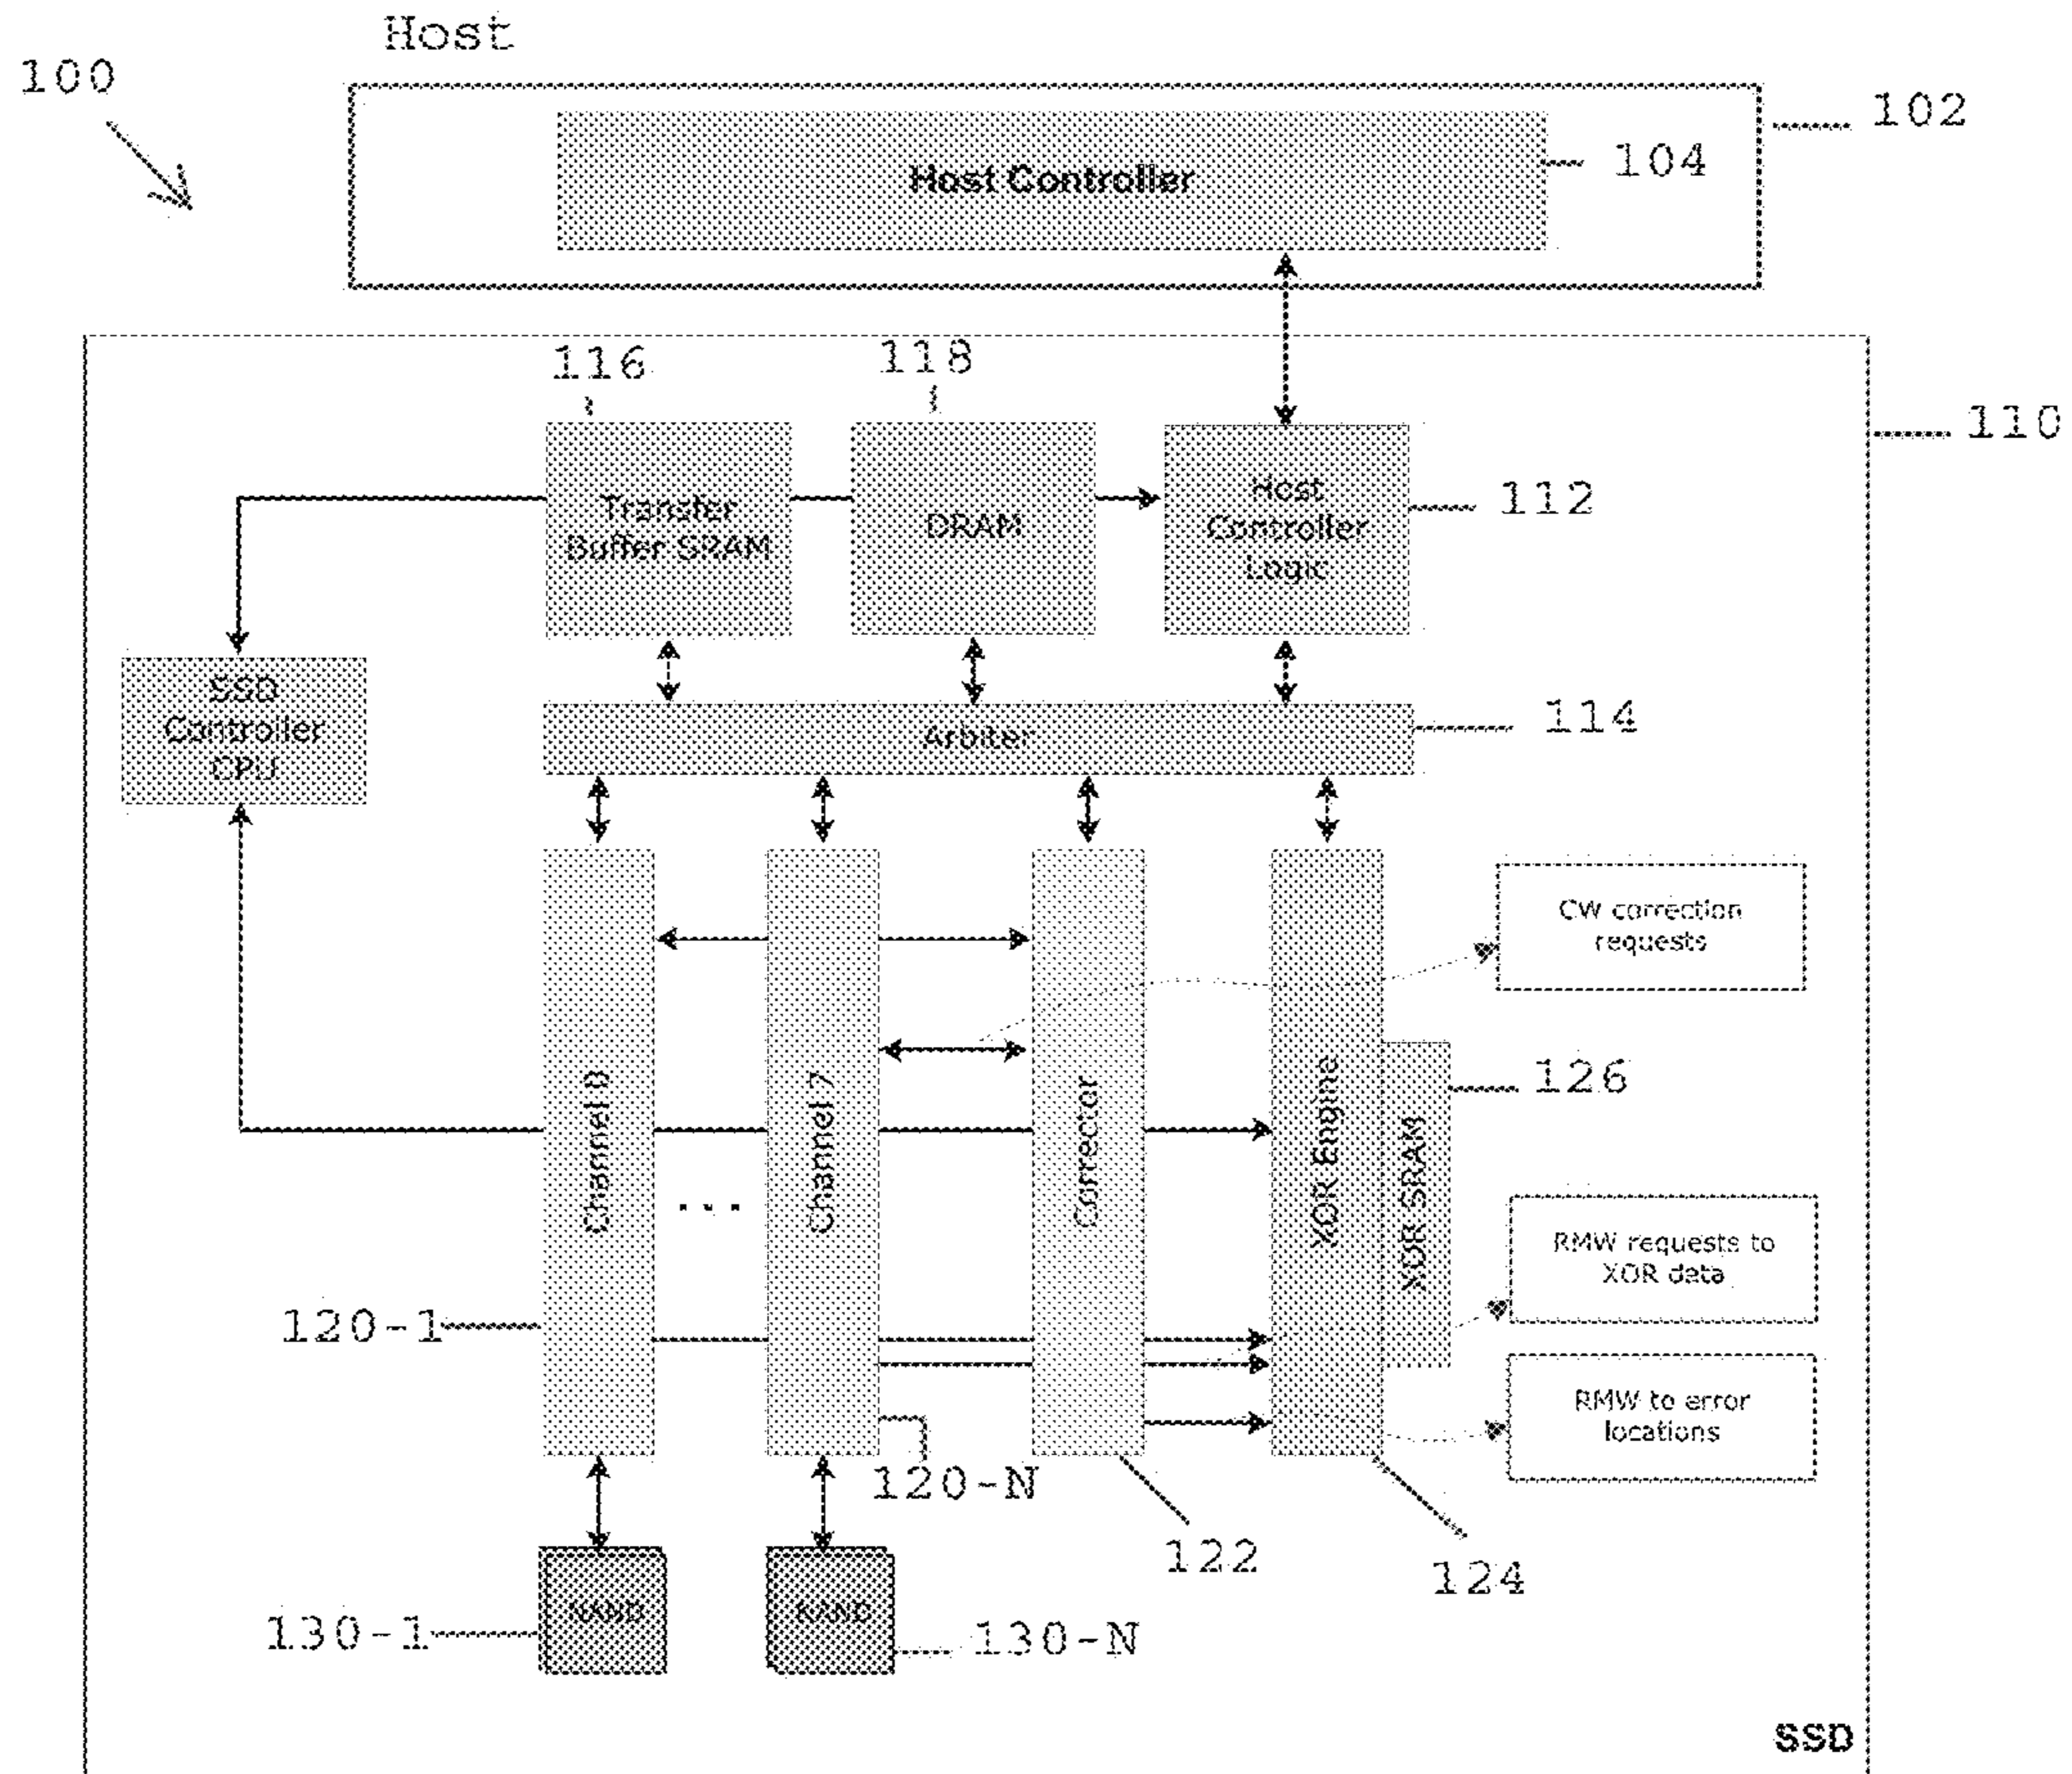 Host
100
102
Host Controller
104
116
118
110
Transfer
Buffer SRAM
DRAM
Host
Controller
Logic
112
SSD
Controller
CPU
Arbiter
114
CW correction
requests
Channel 0
Channel 7
Corrector
XOR Engine
XOR SRAM
126
...
RMW requests to
XOR data
120-1
RMW to error
locations
120-N
122
124
NAND
NAND
130-1
130-N
SSD